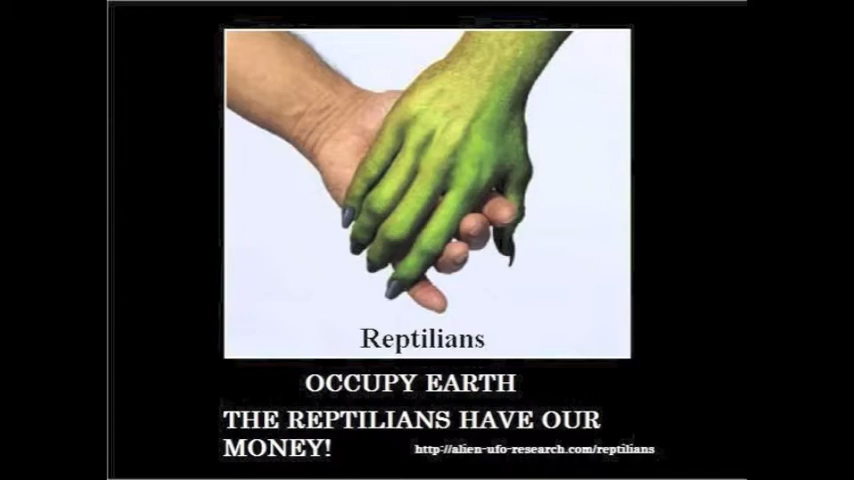 Reptilians
OCCUPY EARTH
THE REPTILIANS HAVE OUR
MONEY!
http://alien-ufo-research.com/reptilians